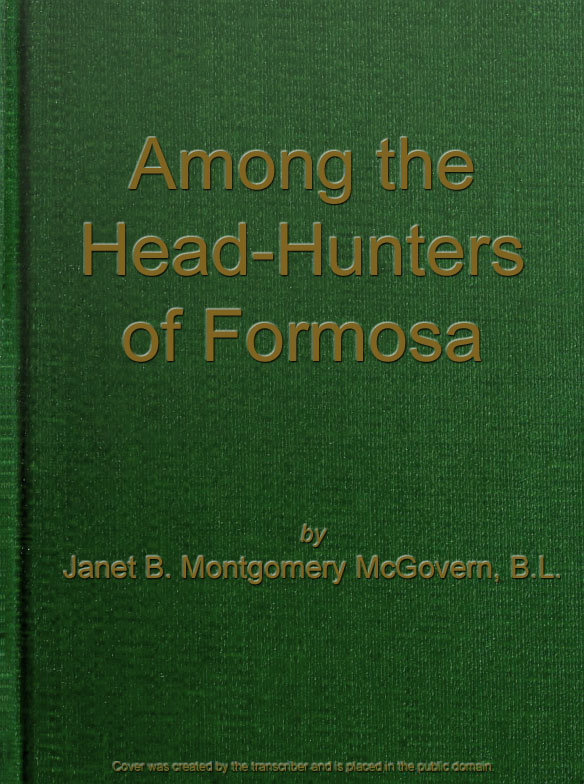 Among the
Head-Hunters
of Formosa
by
Janet B. Montgomery McGovern, B.L.
Cover was created by the transcriber and is placed in the public domain.